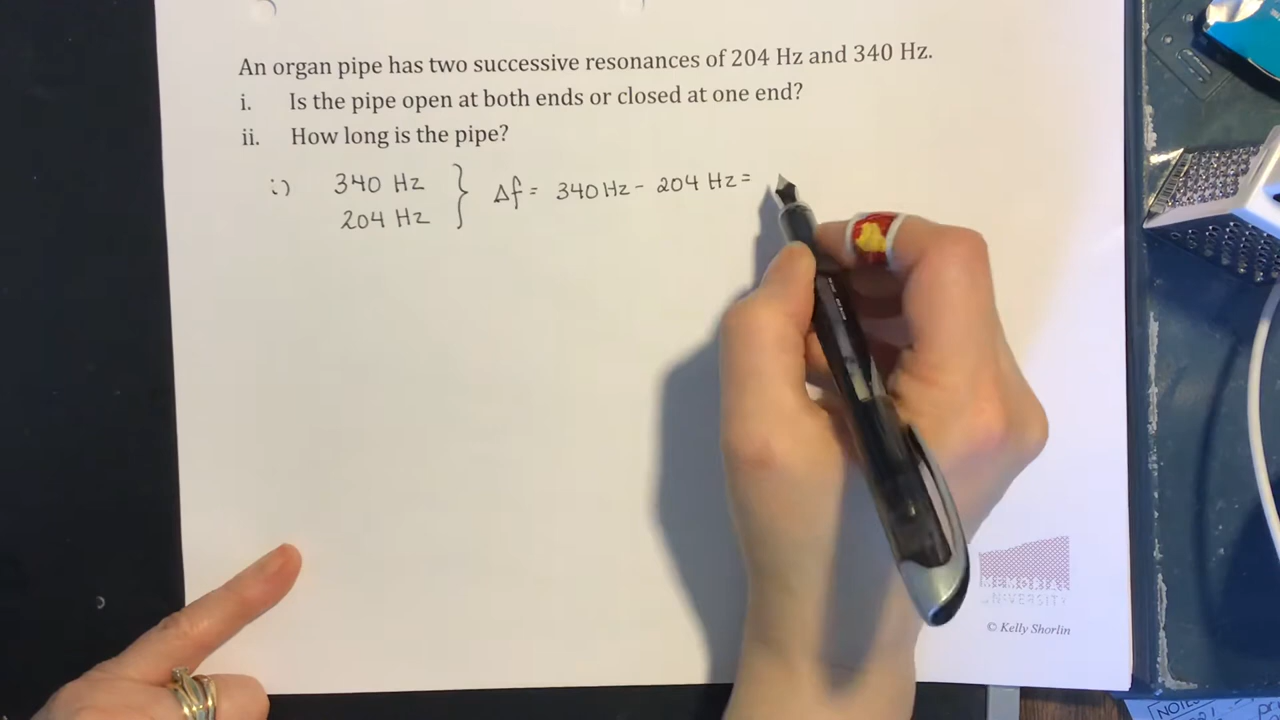 An organ pipe has two successive resonances of 204 Hz and 340 Hz.
i. Is the pipe open at both ends or closed at one end?
ii. How long is the pipe?
i) 340 Hz } Δf = 340 Hz - 204 Hz =
204 Hz
MEMORIAL
UNIVERSITY
© Kelly Shorlin
NOTES